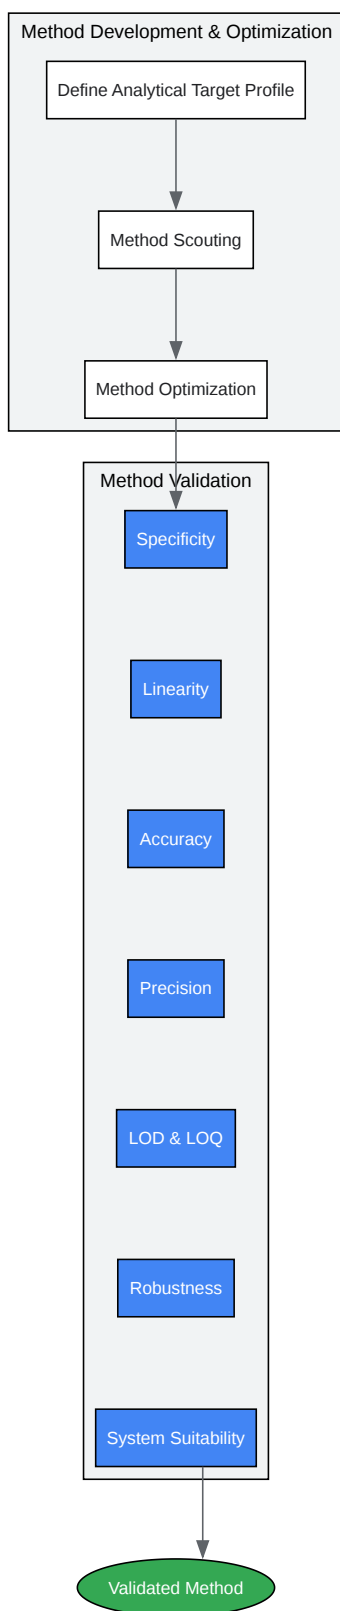 Method Development & Optimization
Define Analytical Target Profile
Method Scouting
Method Optimization
Method Validation
Specificity
Linearity
Accuracy
Precision
LOD & LOQ
Robustness
System Suitability
Validated Method